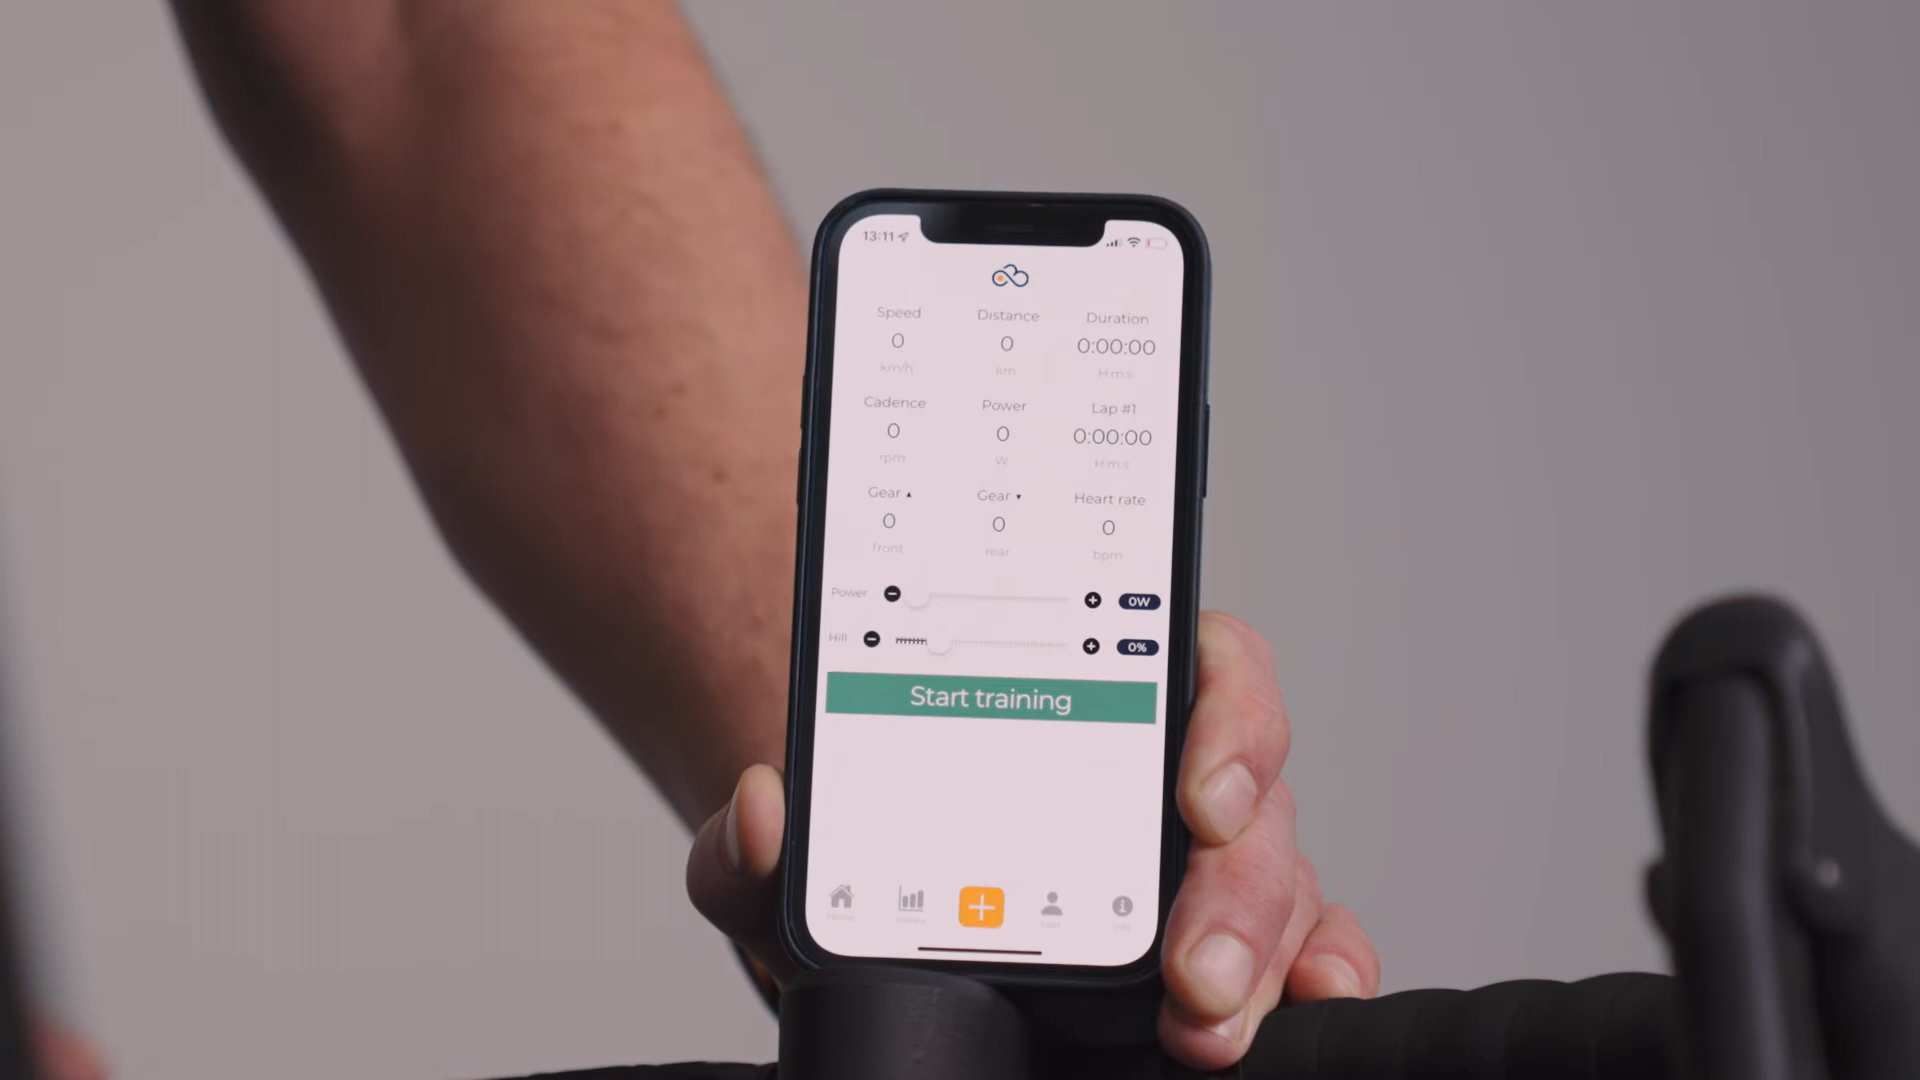 13:11
Speed Distance Duration
0 0 0:00:00
km/h km H:m:s
Cadence Power Lap #1
0 0 0:00:00
rpm W H:m:s
Gear ▲ Gear ▼ Heart rate
0 0 0
front rear bpm
Power 0W
Hill 0%
Start training